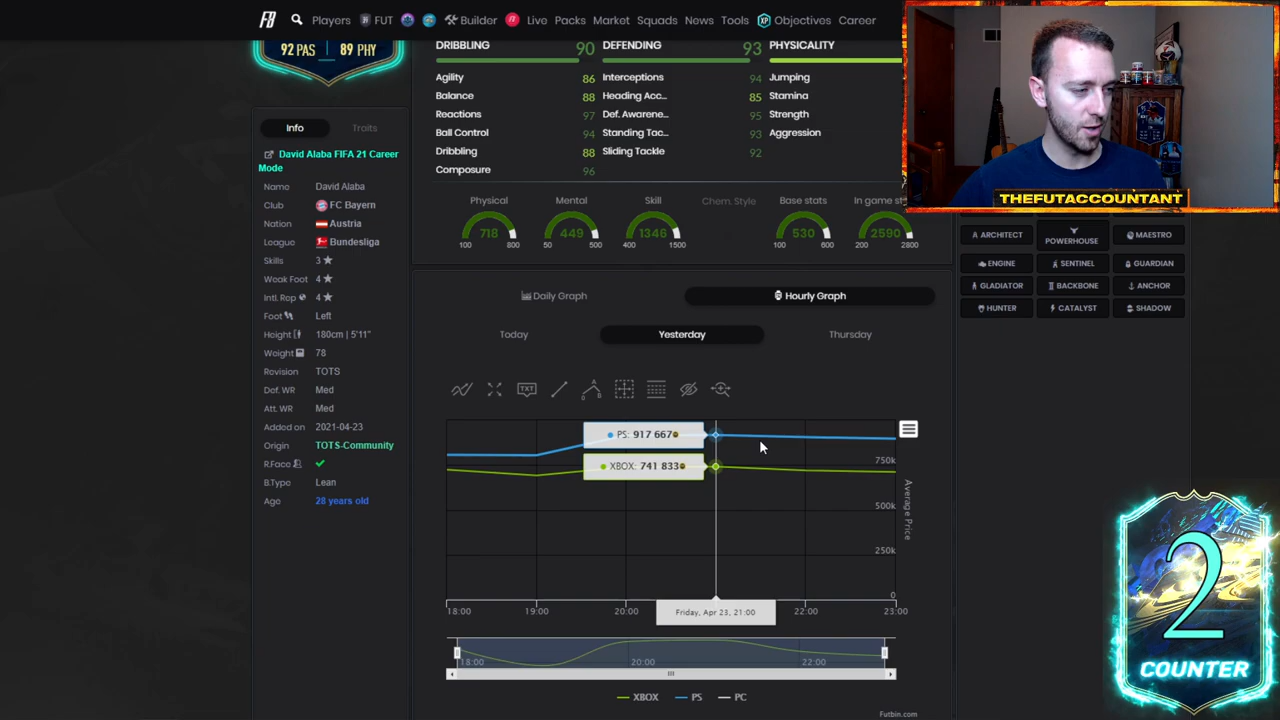 FB Players FUT Builder Live Packs Market Squads News Tools XP Objectives Career
92 PAS 89 PHY
DRIBBLING 90 DEFENDING 93 PHYSICALITY
Agility 86 Interceptions 94 Jumping
Balance 88 Heading Acc... 85 Stamina
Reactions 97 Def. Awarene... 95 Strength
Ball Control 94 Standing Tac... 93 Aggression
Dribbling 88 Sliding Tackle 92
Composure 96
THEFUTACCOUNTANT
Info Traits
David Alaba FIFA 21 Career
Mode
Name David Alaba
Club FC Bayern
Nation Austria
League Bundesliga
Skills 3
Weak Foot 4
Intl. Rep 4
Foot Left
Height 180cm | 5'11"
Weight 78
Revision TOTS
Def. WR Med
Att. WR Med
Added on 2021-04-23
Origin TOTS-Community
R.Face
B.Type Lean
Age 28 years old
Physical Mental Skill Chem. Style Base stats In game st
718 449 1346 530 2590
100 800 50 500 400 1500 100 600 220 2800
ARCHITECT POWERHOUSE MAESTRO
ENGINE SENTINEL GUARDIAN
GLADIATOR BACKBONE ANCHOR
HUNTER CATALYST SHADOW
Daily Graph Hourly Graph
Today Yesterday Thursday
TXT
PS: 917 667
XBOX: 741 833
750k
500k
250k
0
Average Price
18:00 19:00 20:00 22:00 23:00
Friday, Apr 23, 21:00
18:00 20:00 22:00
XBOX PS PC
Futbin.com
2
COUNTER